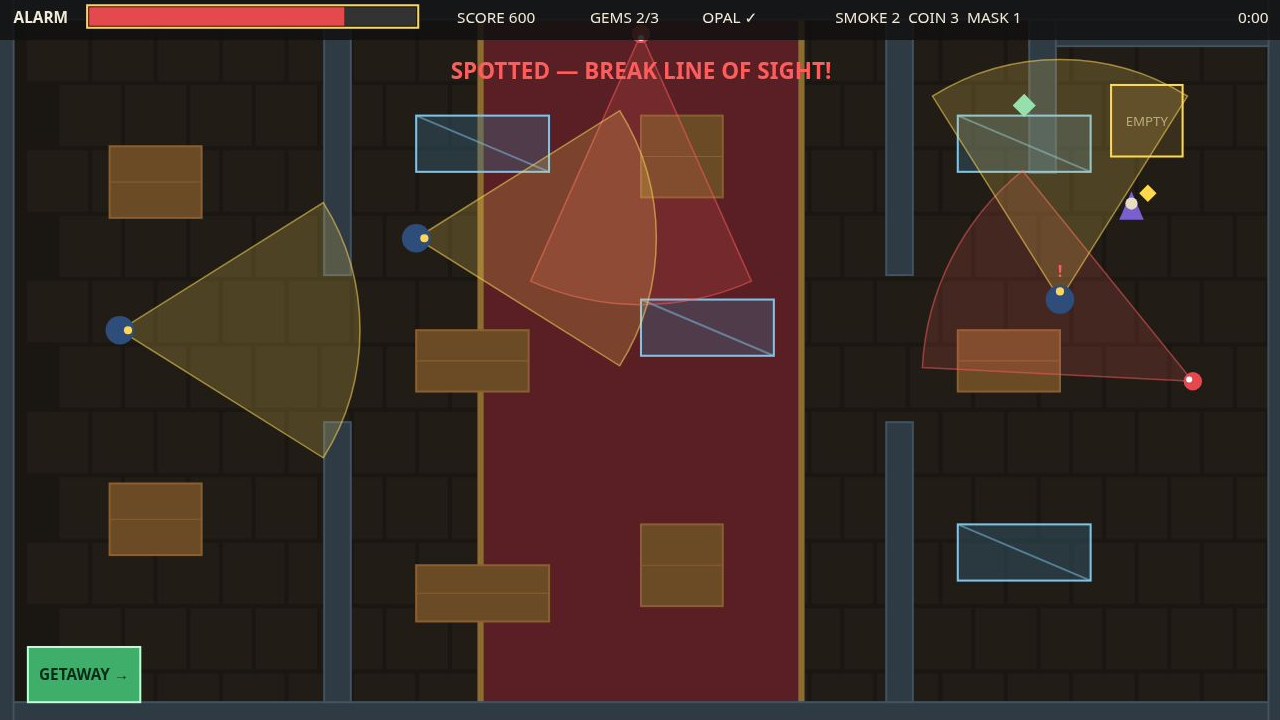 ALARM SCORE 600 GEMS 2/3 OPAL ✓ SMOKE 2 COIN 3 MASK 1 0:00
SPOTTED — BREAK LINE OF SIGHT!
EMPTY
!
GETAWAY →